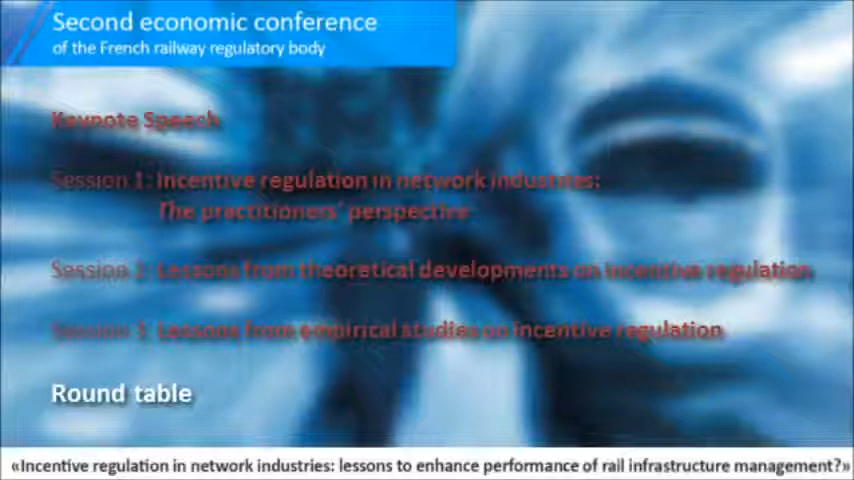 Second economic conference
of the French railway regulatory body
Keynote Speech
Session 1: Incentive regulation in network industries:
The practitioners' perspective
Session 2: Lessons from theoretical developments on incentive regulation
Session 3: Lessons from empirical studies on incentive regulation
Round table
«Incentive regulation in network industries: lessons to enhance performance of rail infrastructure management?»